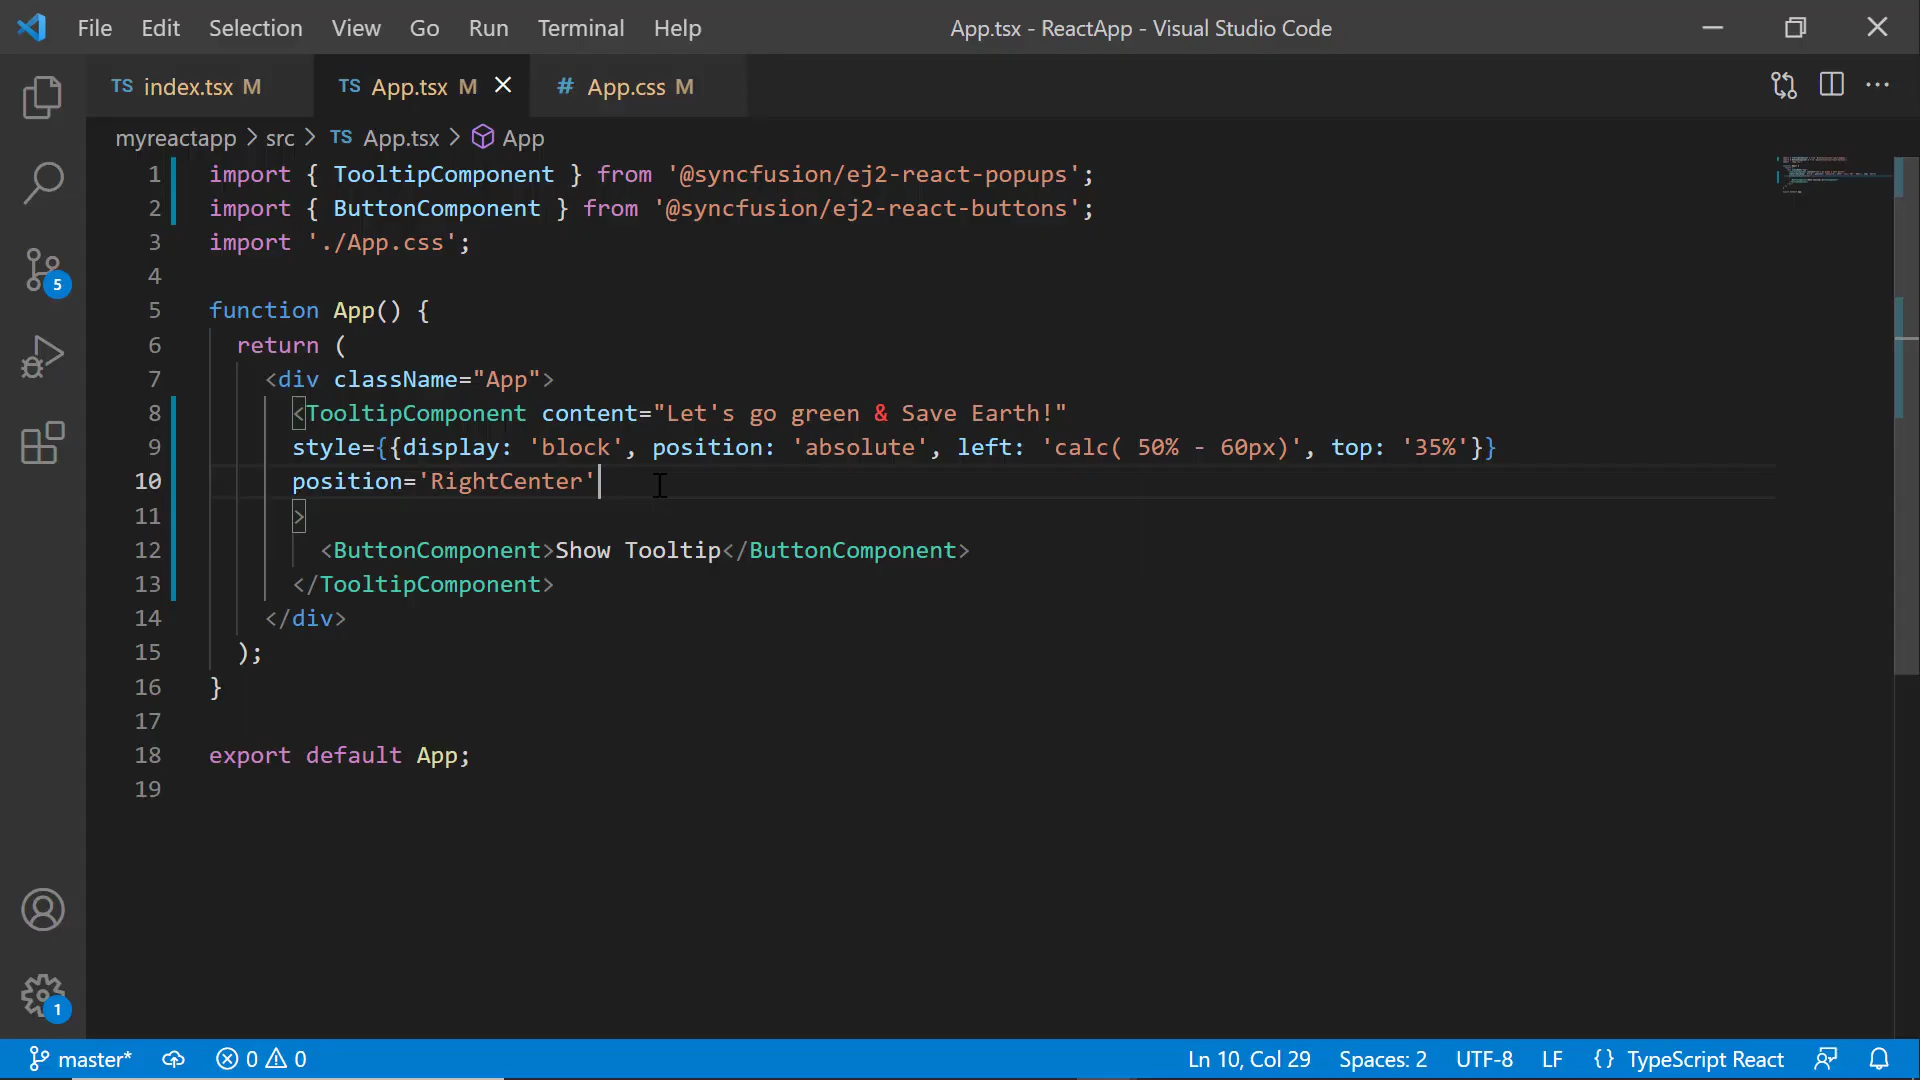 File Edit Selection View Go Run Terminal Help App.tsx - ReactApp - Visual Studio Code
TS index.tsx M TS App.tsx M # App.css M
myreactapp > src > TS App.tsx > App
1 import { TooltipComponent } from '@syncfusion/ej2-react-popups';
2 import { ButtonComponent } from '@syncfusion/ej2-react-buttons';
3 import './App.css';
4
5 function App() {
6 return (
7 <div className="App">
8 <TooltipComponent content="Let's go green & Save Earth!"
9 style={{display: 'block', position: 'absolute', left: 'calc( 50% - 60px)', top: '35%'}}
10 position='RightCenter'
11 >
12 <ButtonComponent>Show Tooltip</ButtonComponent>
13 </TooltipComponent>
14 </div>
15 );
16 }
17
18 export default App;
19
5
1
master* 0 0 Ln 10, Col 29 Spaces: 2 UTF-8 LF {} TypeScript React